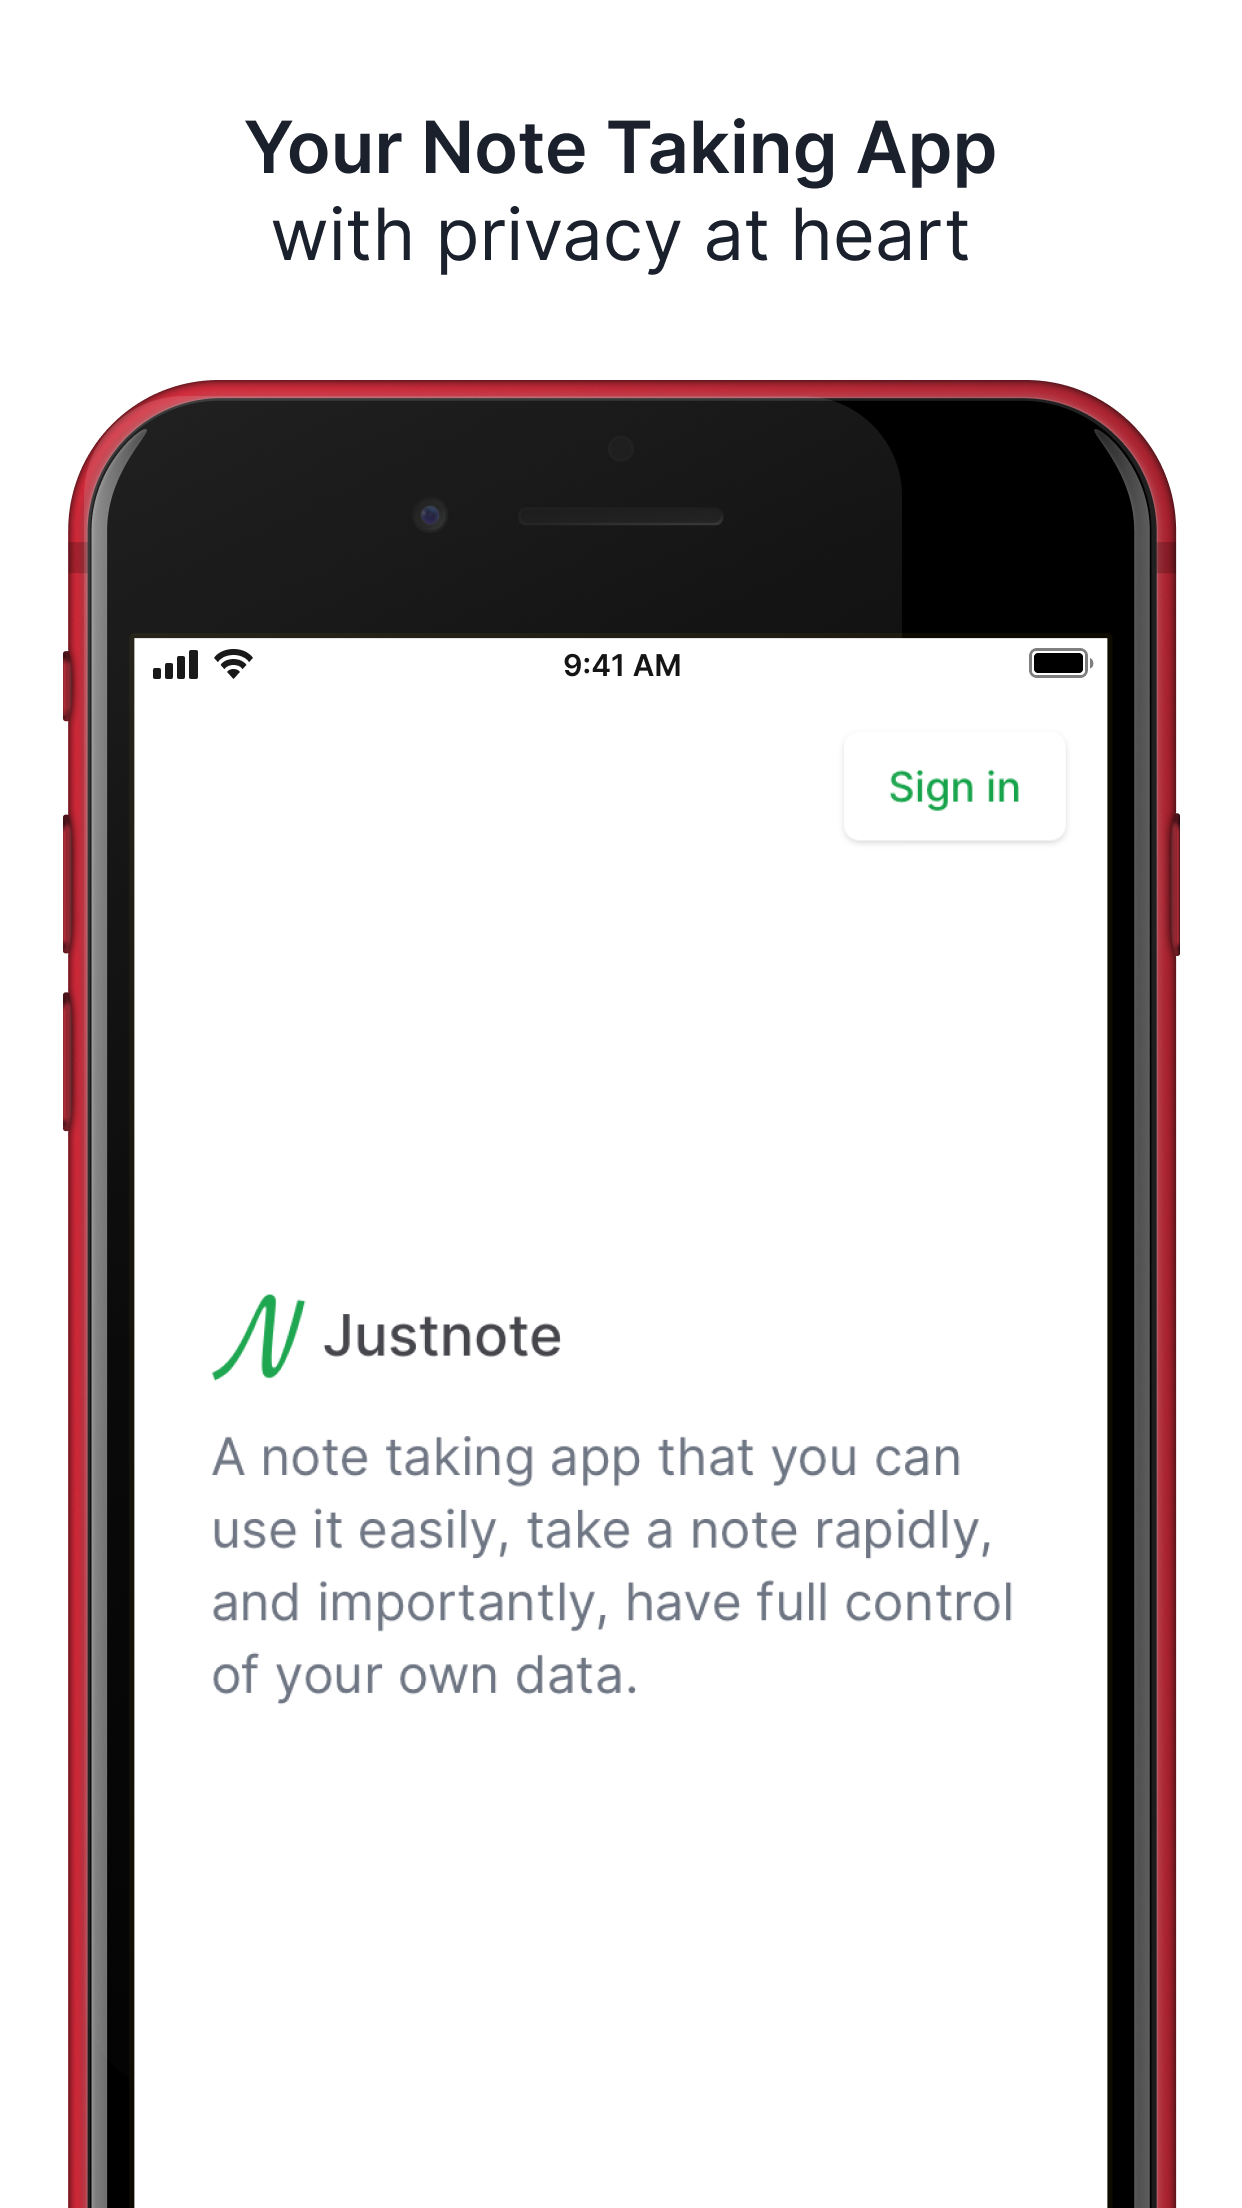 Your Note Taking App
with privacy at heart
9:41 AM
Sign in
Justnote
A note taking app that you can
use it easily, take a note rapidly,
and importantly, have full control
of your own data.